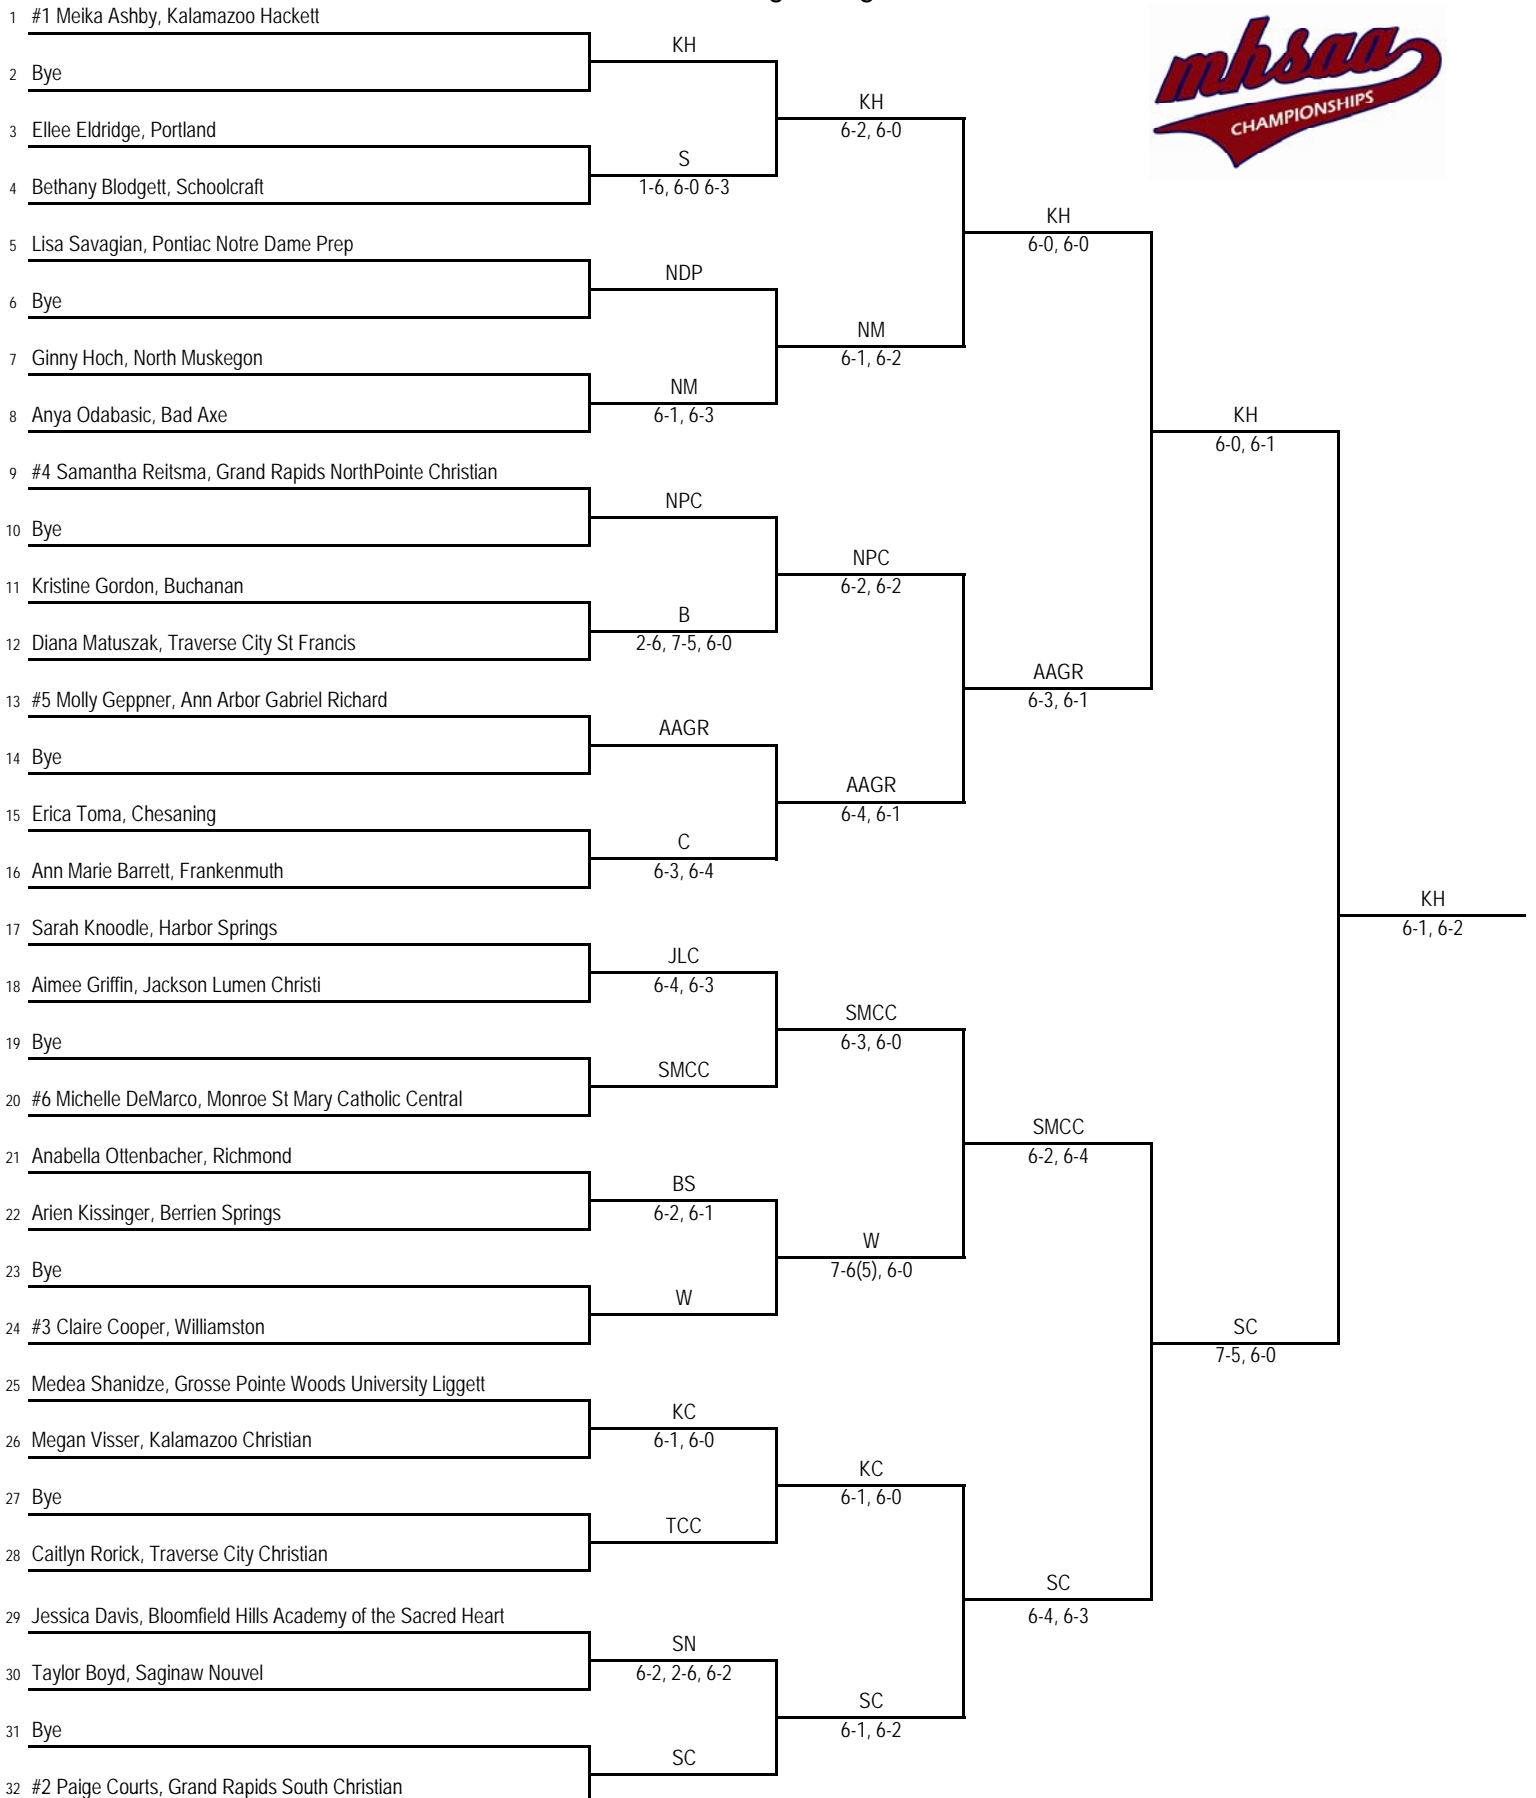 1 #1 Meika Ashby, Kalamazoo Hackett
KH
2 Bye
KH
6-2, 6-0
3 Ellee Eldridge, Portland
S
1-6, 6-0 6-3
4 Bethany Blodgett, Schoolcraft
KH
6-0, 6-0
5 Lisa Savagian, Pontiac Notre Dame Prep
NDP
6 Bye
NM
6-1, 6-2
7 Ginny Hoch, North Muskegon
NM
6-1, 6-3
8 Anya Odabasic, Bad Axe
KH
6-0, 6-1
9 #4 Samantha Reitsma, Grand Rapids NorthPointe Christian
NPC
10 Bye
NPC
6-2, 6-2
11 Kristine Gordon, Buchanan
B
2-6, 7-5, 6-0
12 Diana Matuszak, Traverse City St Francis
AAGR
6-3, 6-1
13 #5 Molly Geppner, Ann Arbor Gabriel Richard
AAGR
14 Bye
AAGR
6-4, 6-1
15 Erica Toma, Chesaning
C
6-3, 6-4
16 Ann Marie Barrett, Frankenmuth
KH
6-1, 6-2
17 Sarah Knoodle, Harbor Springs
JLC
6-4, 6-3
18 Aimee Griffin, Jackson Lumen Christi
SMCC
6-3, 6-0
19 Bye
SMCC
20 #6 Michelle DeMarco, Monroe St Mary Catholic Central
SMCC
6-2, 6-4
21 Anabella Ottenbacher, Richmond
BS
6-2, 6-1
22 Arien Kissinger, Berrien Springs
W
7-6(5), 6-0
23 Bye
W
24 #3 Claire Cooper, Williamston
SC
7-5, 6-0
25 Medea Shanidze, Grosse Pointe Woods University Liggett
KC
6-1, 6-0
26 Megan Visser, Kalamazoo Christian
KC
6-1, 6-0
27 Bye
TCC
28 Caitlyn Rorick, Traverse City Christian
SC
6-4, 6-3
29 Jessica Davis, Bloomfield Hills Academy of the Sacred Heart
SN
6-2, 2-6, 6-2
30 Taylor Boyd, Saginaw Nouvel
SC
6-1, 6-2
31 Bye
SC
32 #2 Paige Courts, Grand Rapids South Christian
mhsaa
CHAMPIONSHIPS